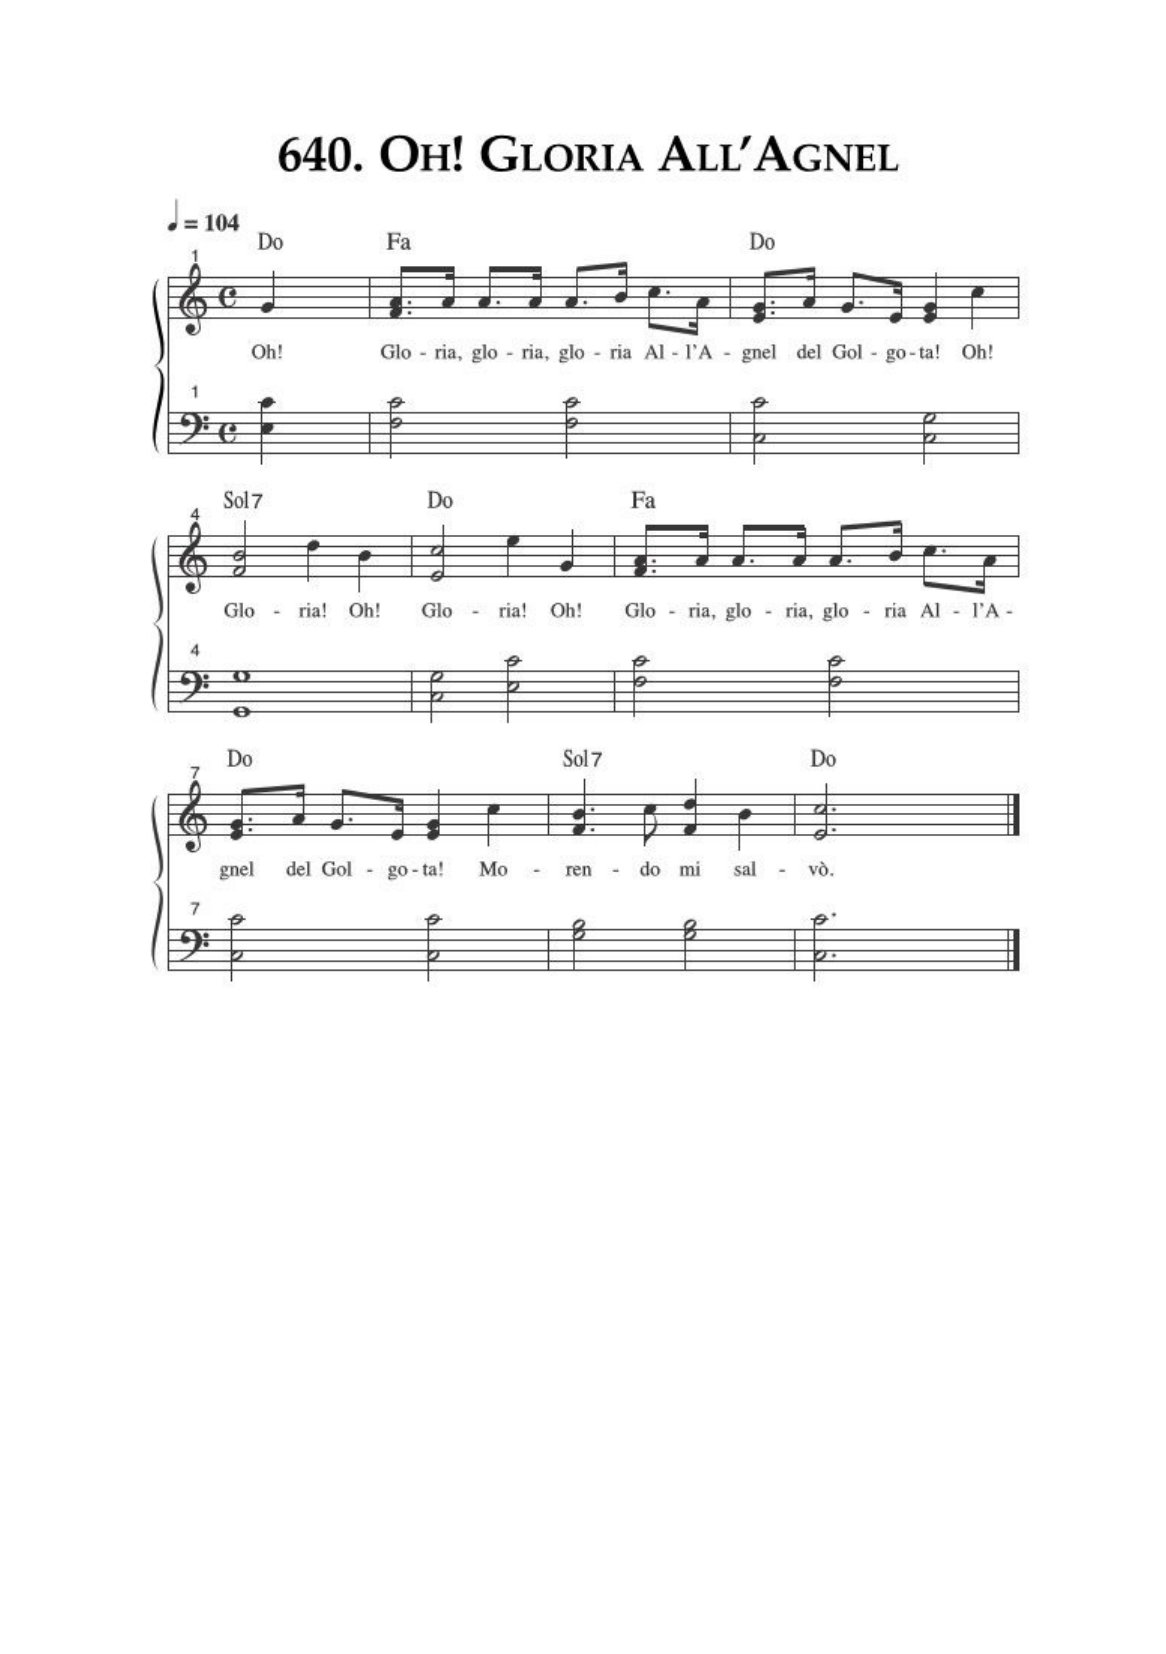 640. OH! GLORIA ALL'AGNEL
= 104
Do Fa Do
1
Oh! Glo - ria, glo - ria, glo - ria Al - l'A - gnel del Gol - go - ta! Oh!
1
Sol7 Do Fa
4
Glo - ria! Oh! Glo - ria! Oh! Glo - ria, glo - ria, glo - ria Al - l'A -
4
Do Sol7 Do
7
gnel del Gol - go - ta! Mo - ren - do mi sal - vò.
7